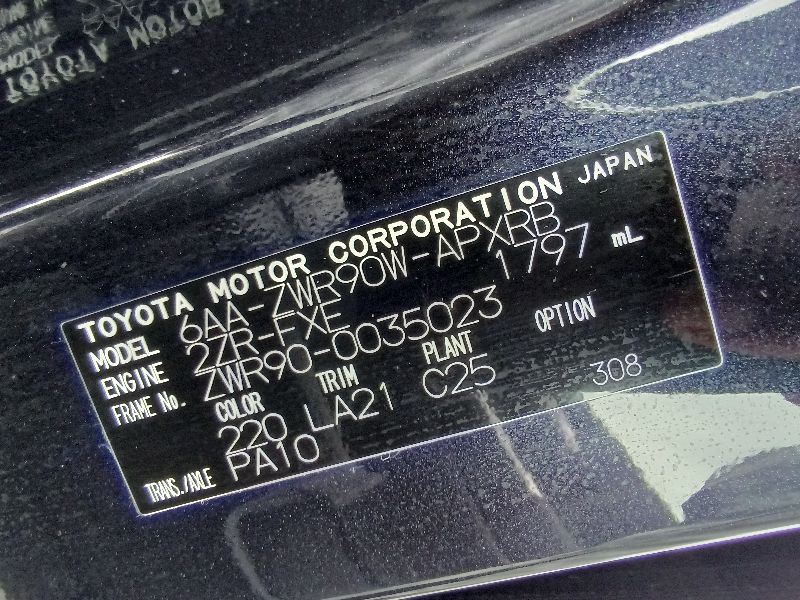 TOYOTA MOTOR CORPORATION JAPAN
MODEL 6AA-ZWR90W-APXRB
ENGINE 2ZR-FXE 1797 mL
FRAME No. ZWR90-0035023
COLOR TRIM PLANT OPTION
220 LA21 C25 308
TRANS./AXLE PA10